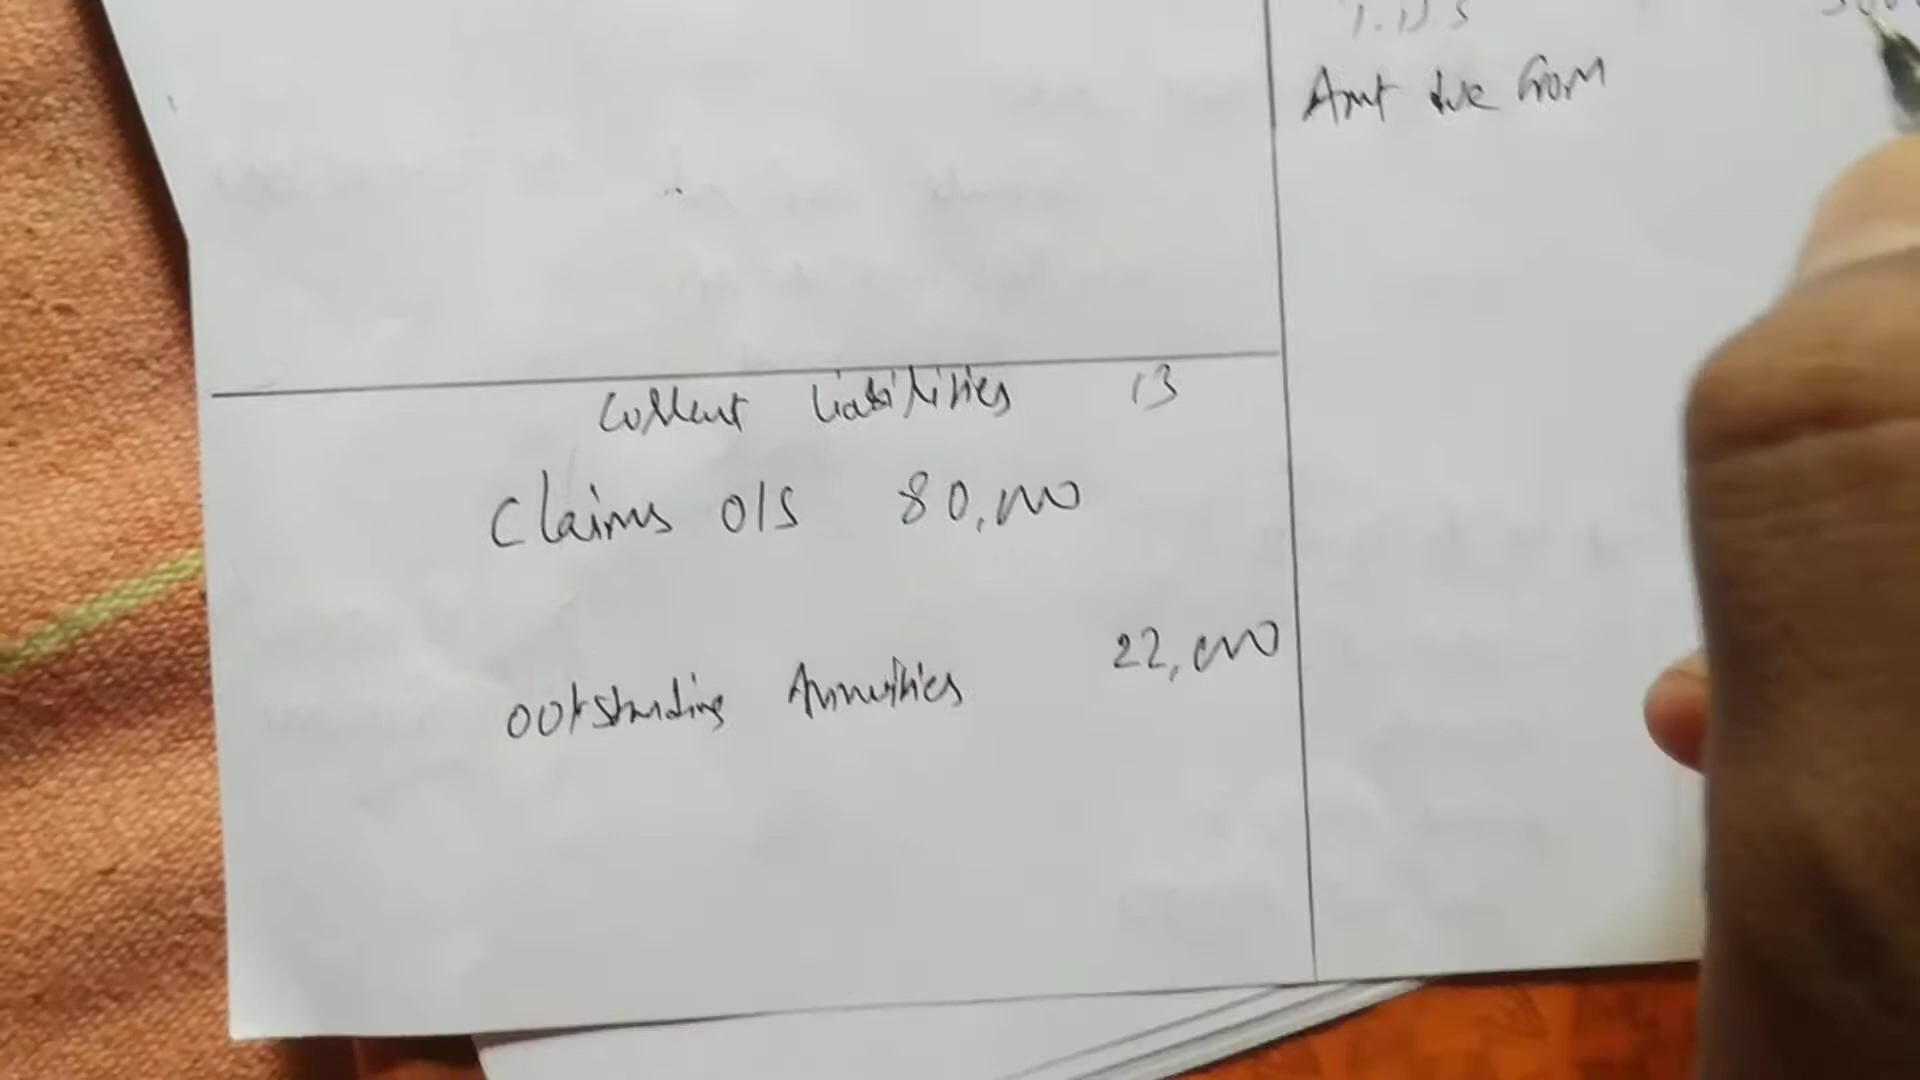 T.D.S
Amt due from
Current Liabilities 13
Claims O/S 80,000
Outstanding Annuities 22,000